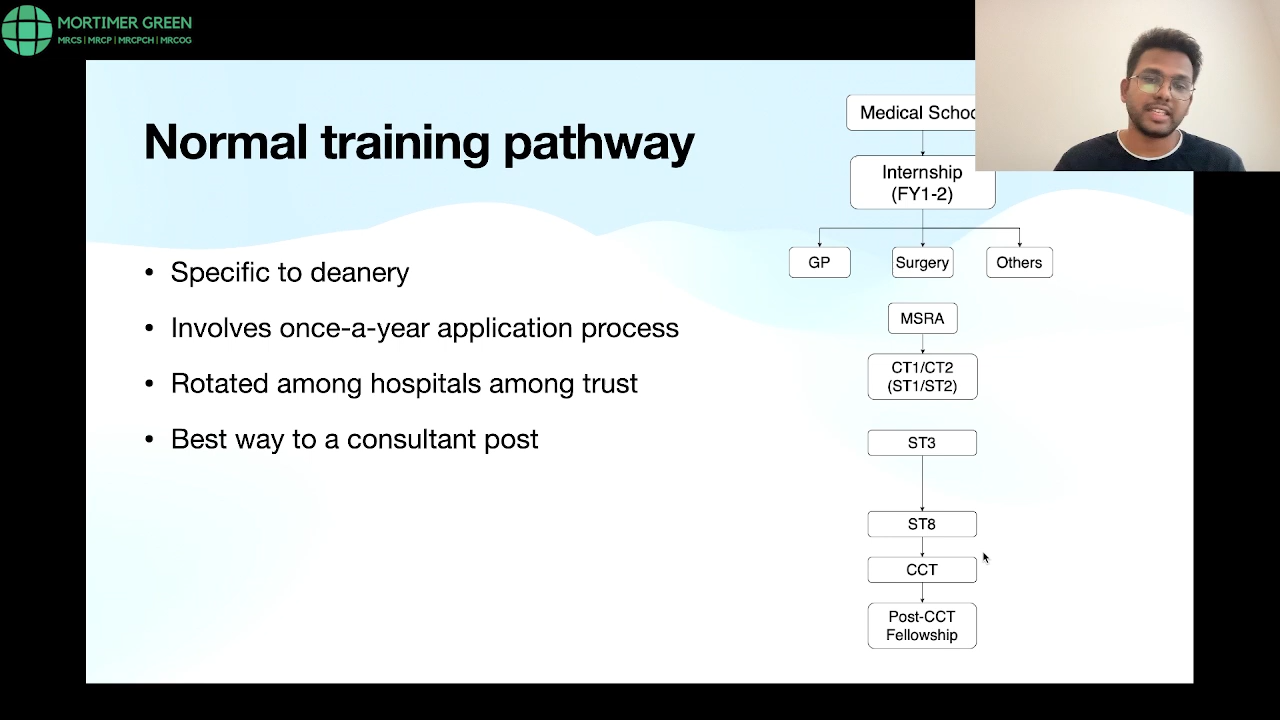 MORTIMER GREEN
MRCS | MRCP | MRCPCH | MRCOG
Normal training pathway
• Specific to deanery
• Involves once-a-year application process
• Rotated among hospitals among trust
• Best way to a consultant post
Medical Schoo
Internship
(FY1-2)
GP
Surgery
Others
MSRA
CT1/CT2
(ST1/ST2)
ST3
ST8
CCT
Post-CCT
Fellowship